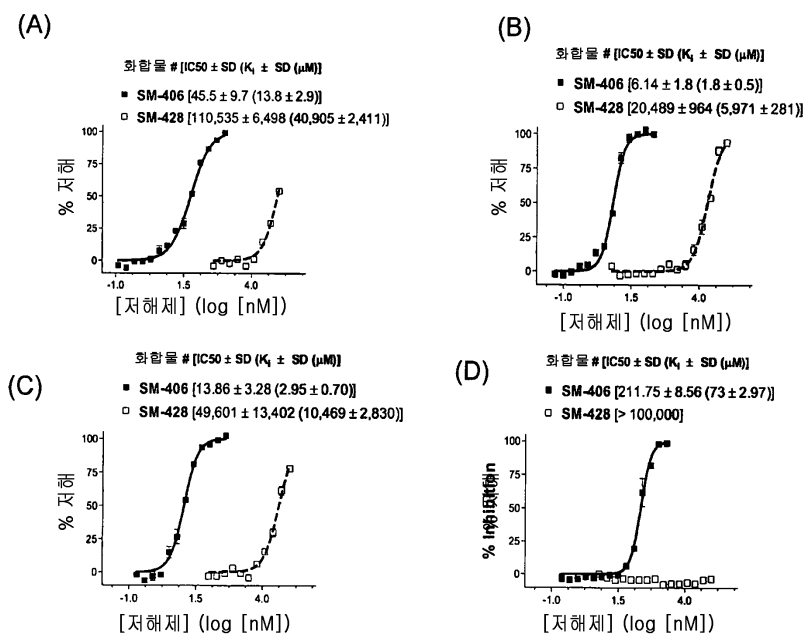 (A)
화합물 # [IC50 ± SD (Ki ± SD (μM)]
SM-406 [45.5 ± 9.7 (13.8 ± 2.9)]
SM-428 [110,535 ± 6,498 (40,905 ± 2,411)]
100
75
50
25
0
% 저해
-1.0 1.5 4.0
[저해제] (log [nM])
(B)
화합물 # [IC50 ± SD (Ki ± SD (μM)]
SM-406 [6.14 ± 1.8 (1.8 ± 0.5)]
SM-428 [20,489 ± 964 (5,971 ± 281)]
100
75
50
25
0
% 저해
-1.0 1.5 4.0
[저해제] (log [nM])
(C)
화합물 # [IC50 ± SD (Ki ± SD (μM)]
SM-406 [13.86 ± 3.28 (2.95 ± 0.70)]
SM-428 [49,601 ± 13,402 (10,469 ± 2,830)]
100
75
50
25
0
% 저해
-1.0 1.5 4.0
[저해제] (log [nM])
(D)
화합물 # [IC50 ± SD (Ki ± SD (μM)]
SM-406 [211.75 ± 8.56 (73 ± 2.97)]
SM-428 [> 100,000]
100
75
50
25
0
% Inhibition
% 저해
-1.0 1.5 4.0
[저해제] (log [nM])